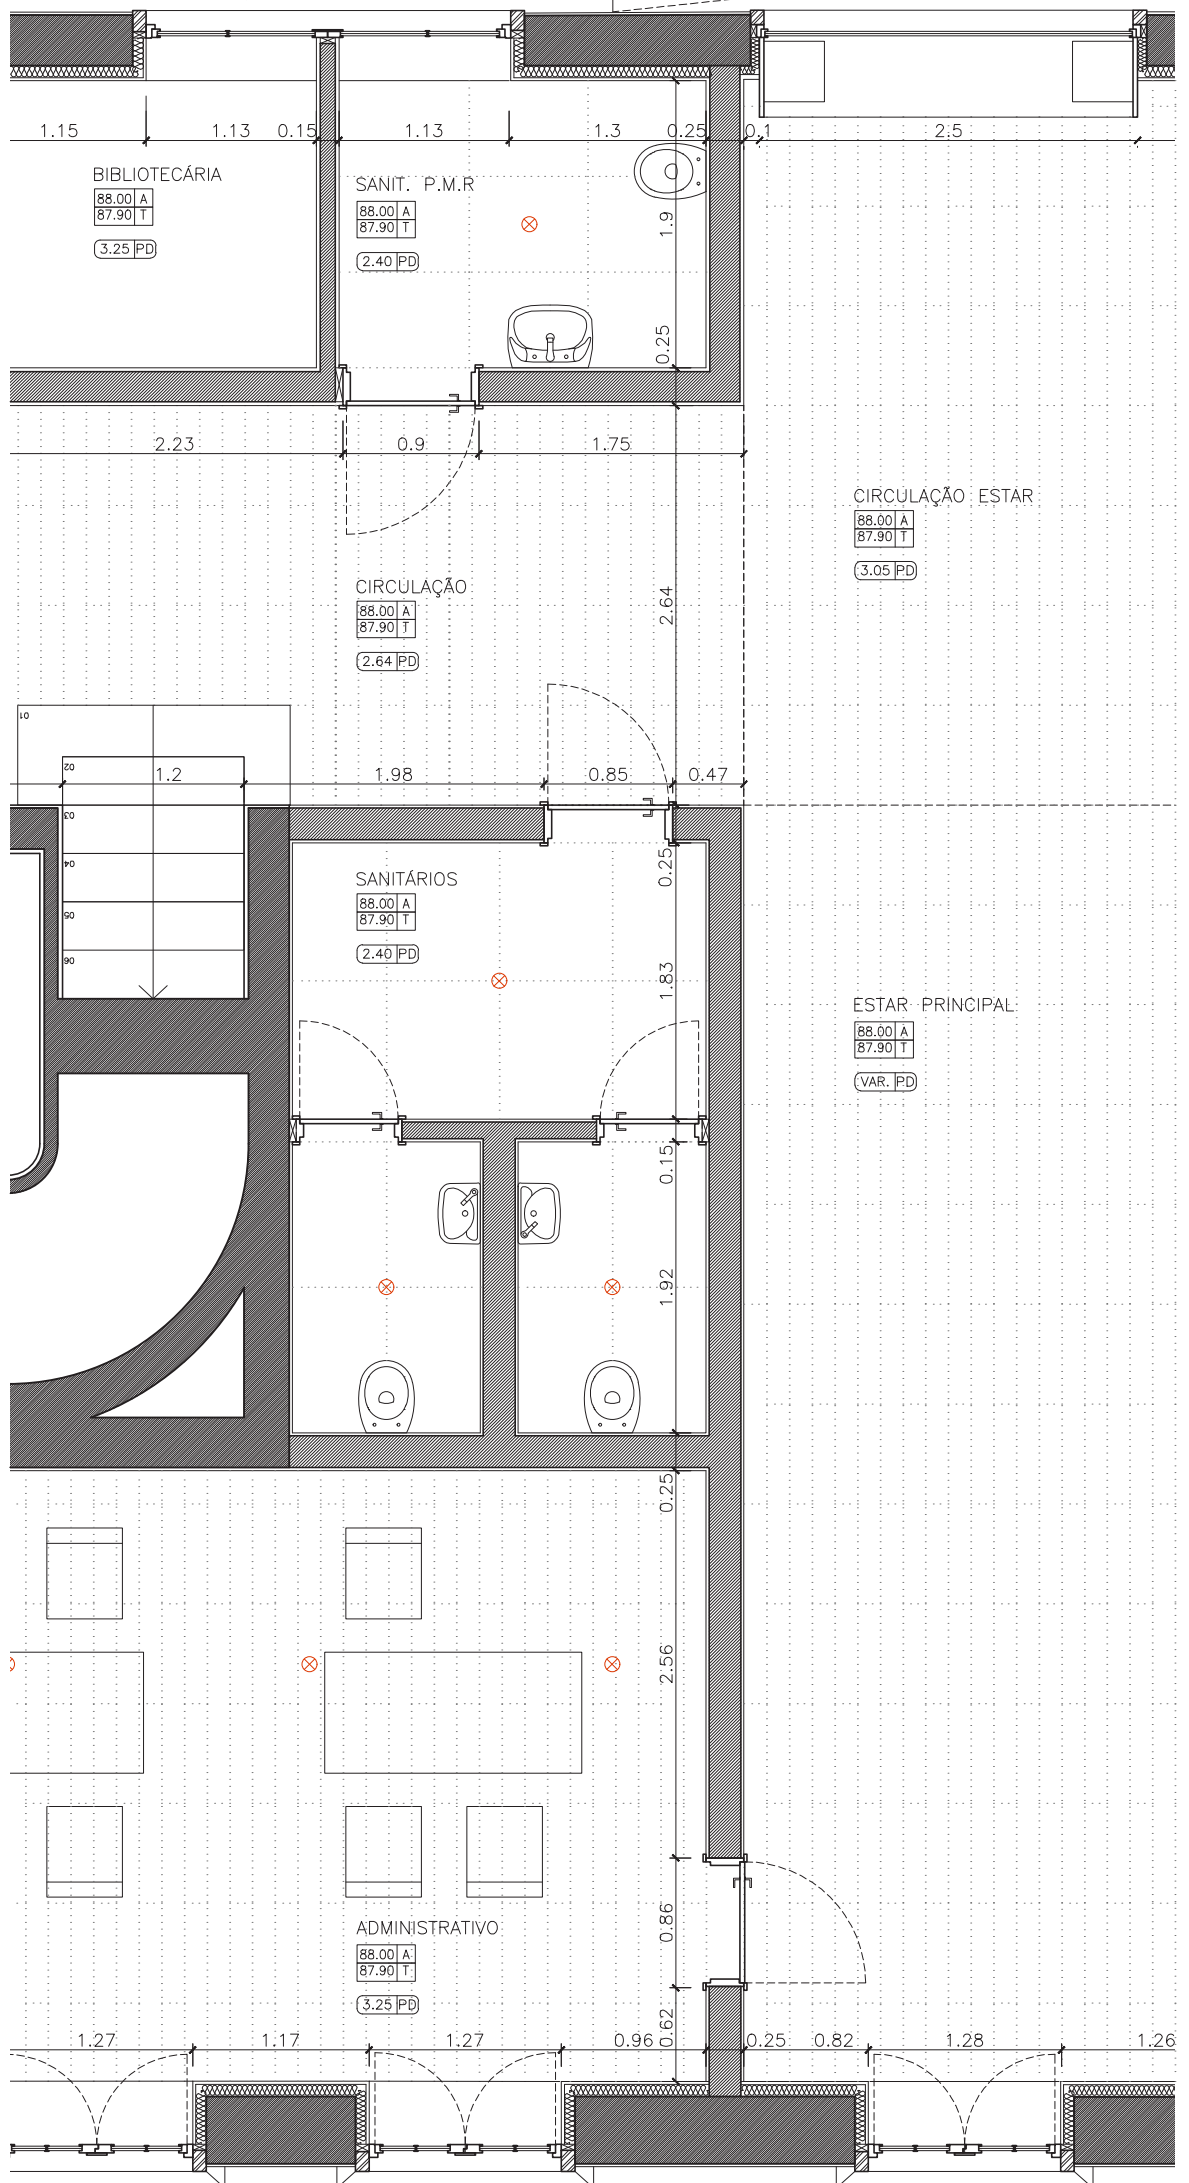 1.15
1.13
0.15
1.13
1.3
0.25
0.1
2.5
BIBLIOTECÁRIA
88.00 A
87.90 T
3.25 PD
SANIT. P.M.R
88.00 A
87.90 T
2.40 PD
1.9
0.25
2.23
0.9
1.75
CIRCULAÇÃO ESTAR
88.00 A
87.90 T
3.05 PD
CIRCULAÇÃO
88.00 A
87.90 T
2.64 PD
2.64
01
02
1.2
1.98
0.85
0.47
03
04
05
06
SANITÁRIOS
88.00 A
87.90 T
2.40 PD
0.25
1.83
ESTAR PRINCIPAL
88.00 A
87.90 T
VAR. PD
0.15
1.92
0.25
2.56
0.86
ADMINISTRATIVO
88.00 A
87.90 T
3.25 PD
0.62
1.27
1.17
1.27
0.96
0.25
0.82
1.28
1.26